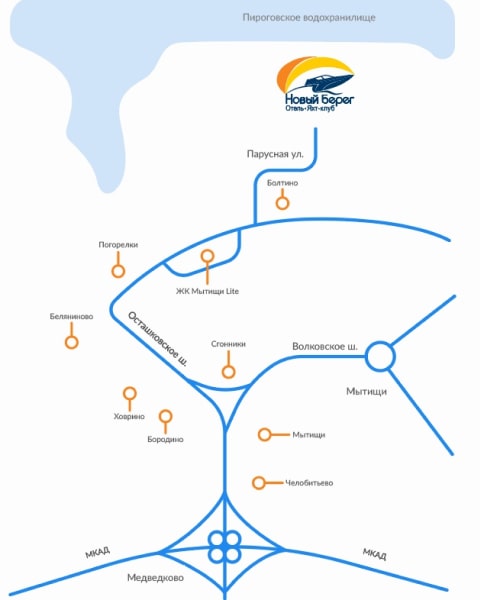 Пироговское водохранилище
Новый Берег
Отель•Яхт-клуб
Парусная ул.
Болтино
Погорелки
ЖК Мытищи Lite
Беляниново
Осташковское ш.
Сгонники
Волковское ш.
Мытищи
Ховрино
Бородино
Мытищи
Челобитьево
МКАД
МКАД
Медведково